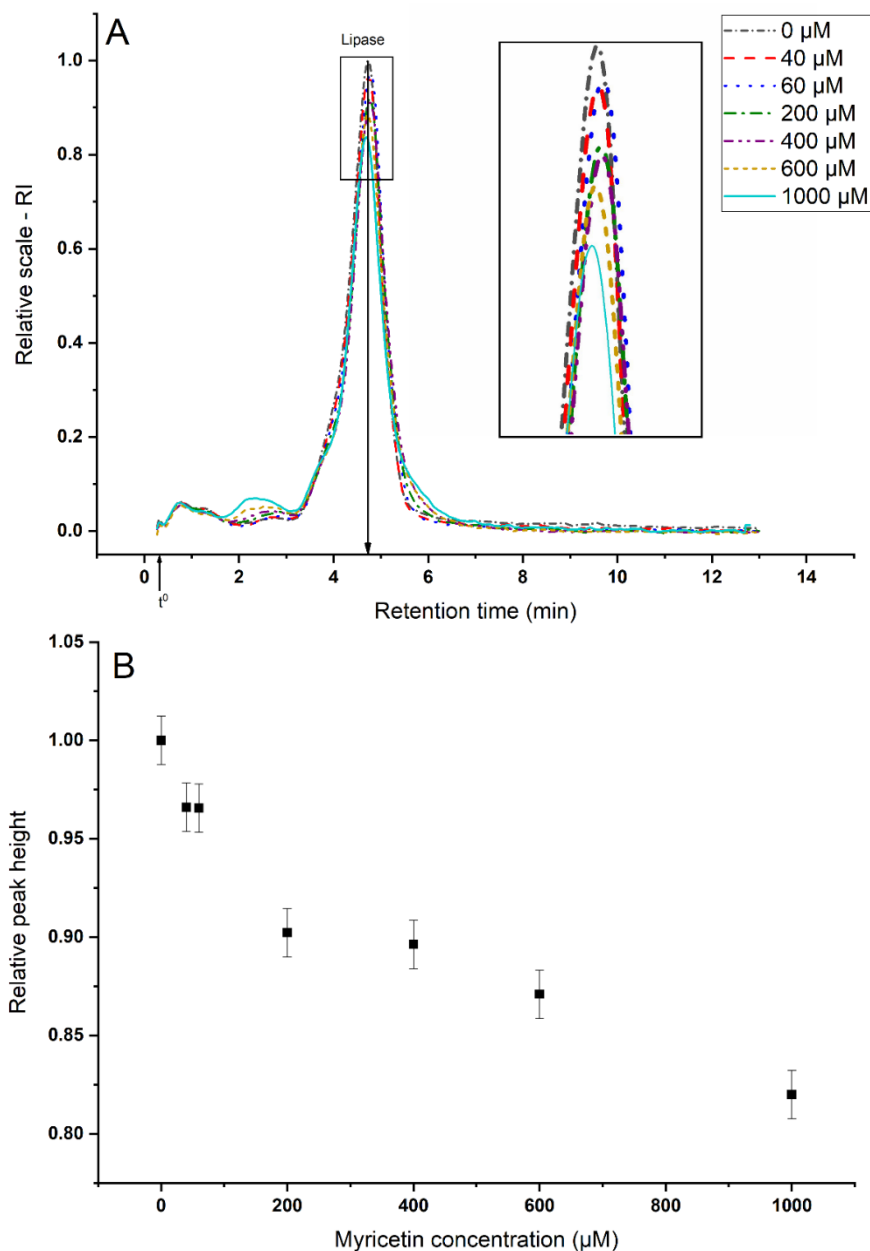 A
Lipase
0 µM
40 µM
60 µM
200 µM
400 µM
600 µM
1000 µM
1.0
0.8
0.6
0.4
0.2
0.0
Relative scale - RI
0 2 4 6 8 10 12 14
t⁰
Retention time (min)
B
1.05
1.00
0.95
0.90
0.85
0.80
Relative peak height
0 200 400 600 1000
Myricetin concentration (µM)